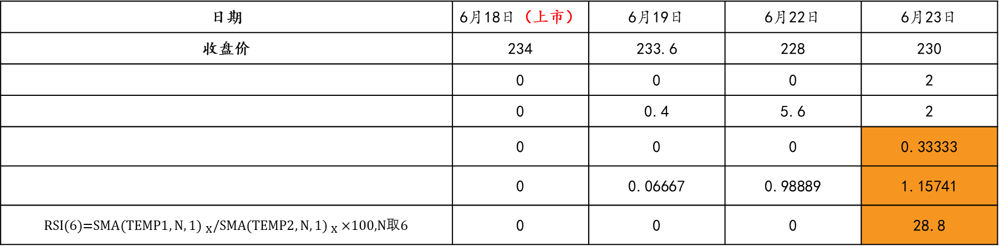 日期 6月18日（上市） 6月19日 6月22日 6月23日
收盘价 234 233.6 228 230
0 0 0 2
0 0.4 5.6 2
0 0 0 0.33333
0 0.06667 0.98889 1.15741
RSI(6)=SMA(TEMP1,N,1)x/SMA(TEMP2,N,1)x×100,N取6 0 0 0 28.8